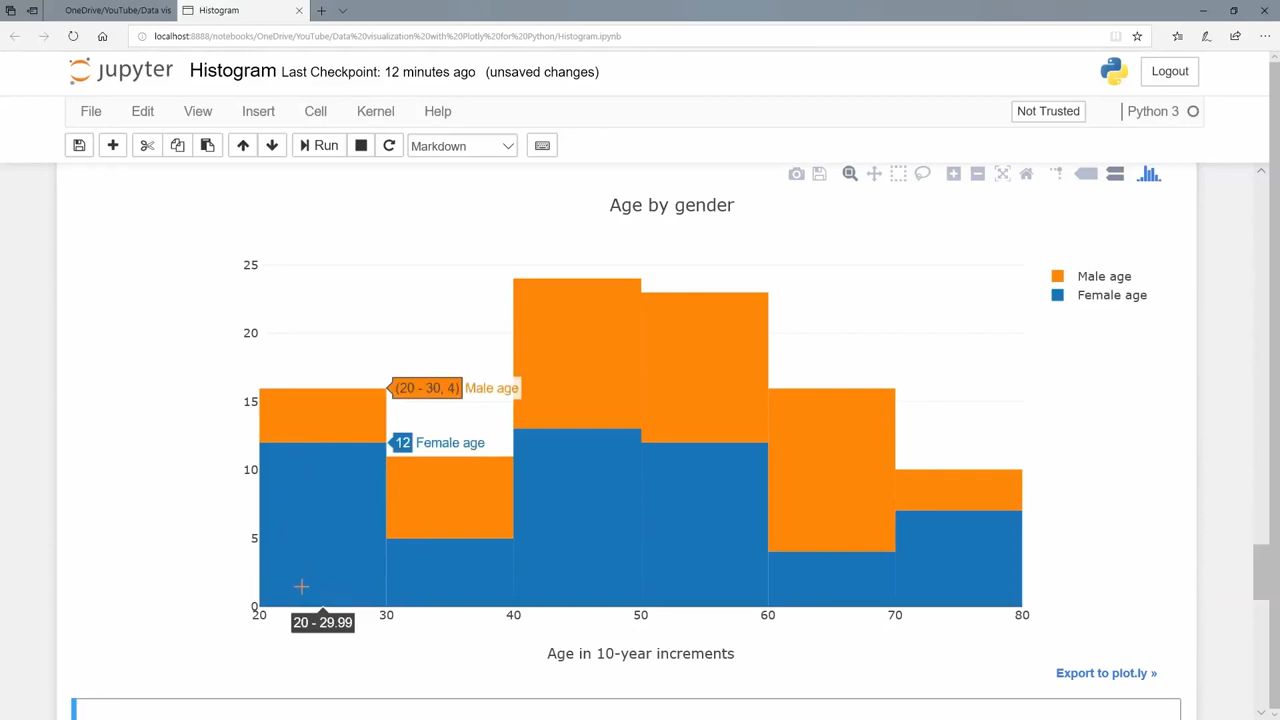 OneDrive/YouTube/Data vis
Histogram
localhost:8888/notebooks/OneDrive/YouTube/Data%20visualization%20with%20Plotly%20for%20Python/Histogram.ipynb
jupyter Histogram Last Checkpoint: 12 minutes ago (unsaved changes) Logout
File Edit View Insert Cell Kernel Help Not Trusted Python 3
Run Markdown
Age by gender
25
20
15
10
5
0
Male age
Female age
(20 - 30, 4) Male age
12 Female age
20 30 40 50 60 70 80
20 - 29.99
Age in 10-year increments
Export to plot.ly »